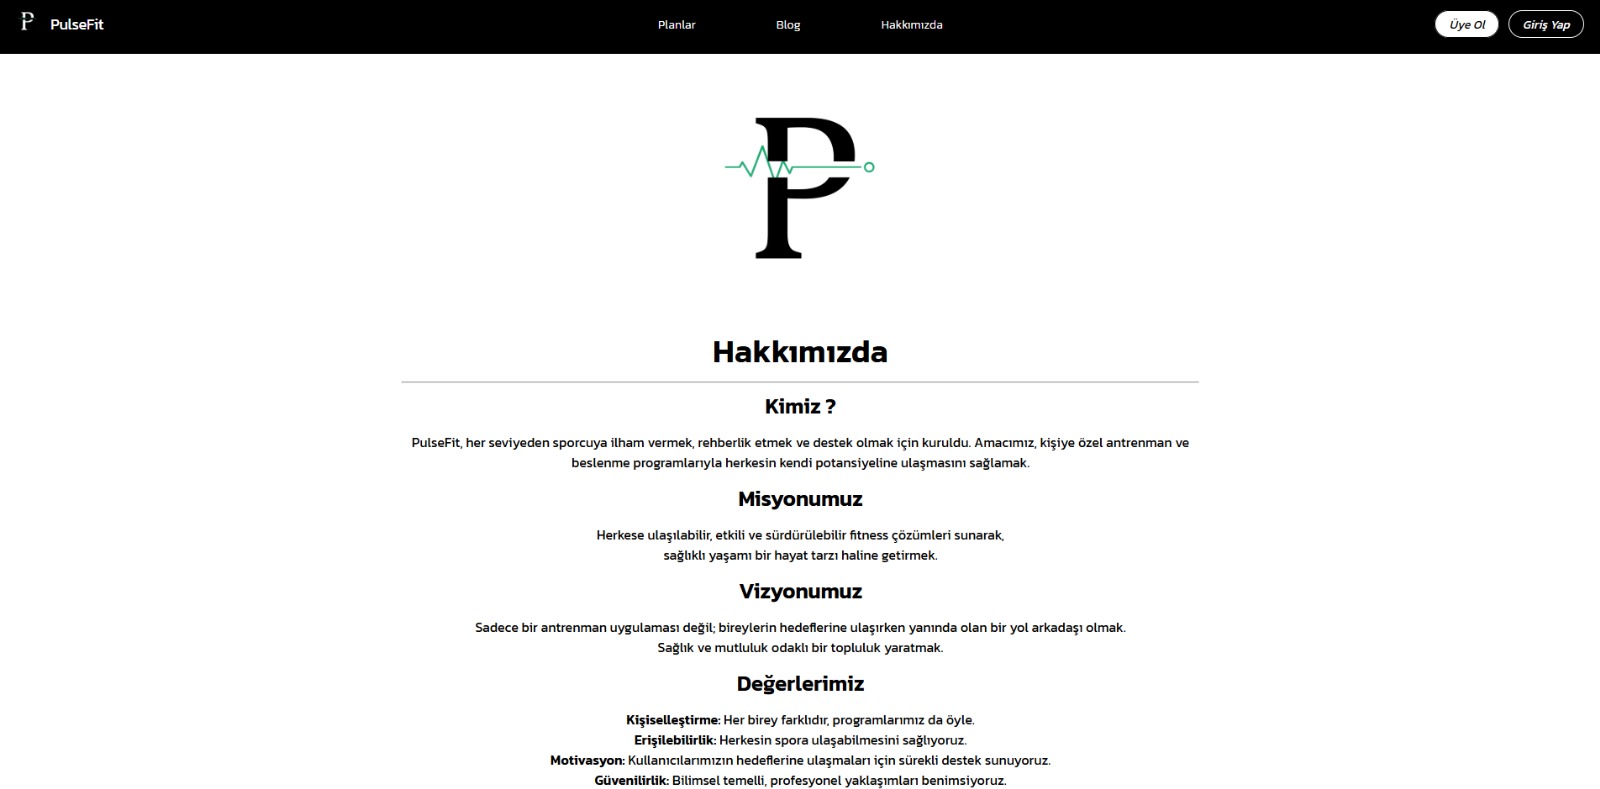 P PulseFit Planlar Blog Hakkımızda Üye Ol Giriş Yap
P
Hakkımızda
Kimiz ?
PulseFit, her seviyeden sporcuya ilham vermek, rehberlik etmek ve destek olmak için kuruldu. Amacımız, kişiye özel antrenman ve
beslenme programlarıyla herkesin kendi potansiyeline ulaşmasını sağlamak.
Misyonumuz
Herkese ulaşılabilir, etkili ve sürdürülebilir fitness çözümleri sunarak,
sağlıklı yaşamı bir hayat tarzı haline getirmek.
Vizyonumuz
Sadece bir antrenman uygulaması değil; bireylerin hedeflerine ulaşırken yanında olan bir yol arkadaşı olmak.
Sağlık ve mutluluk odaklı bir topluluk yaratmak.
Değerlerimiz
Kişiselleştirme: Her birey farklıdır, programlarımız da öyle.
Erişilebilirlik: Herkesin spora ulaşabilmesini sağlıyoruz.
Motivasyon: Kullanıcılarımızın hedeflerine ulaşmaları için sürekli destek sunuyoruz.
Güvenilirlik: Bilimsel temelli, profesyonel yaklaşımları benimsiyoruz.